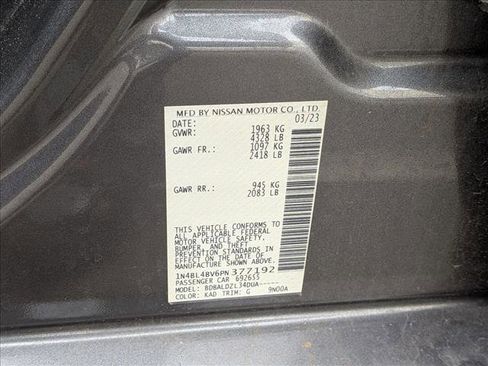 MFD BY NISSAN MOTOR CO., LTD.
DATE: 03/23
GVWR: 1963 KG
4328 LB
GAWR FR.: 1097 KG
2418 LB
GAWR RR.: 945 KG
2083 LB
THIS VEHICLE CONFORMS TO
ALL APPLICABLE FEDERAL
MOTOR VEHICLE SAFETY,
BUMPER, AND THEFT
PREVENTION STANDARDS IN
EFFECT ON THE DATE OF
MANUFACTURE SHOWN ABOVE.
1N4BL4BV6PN377192
PASSENGER CAR 692655
MODEL: BDBALDZL34DUA-----
COLOR: KAD TRIM: G 9N00A